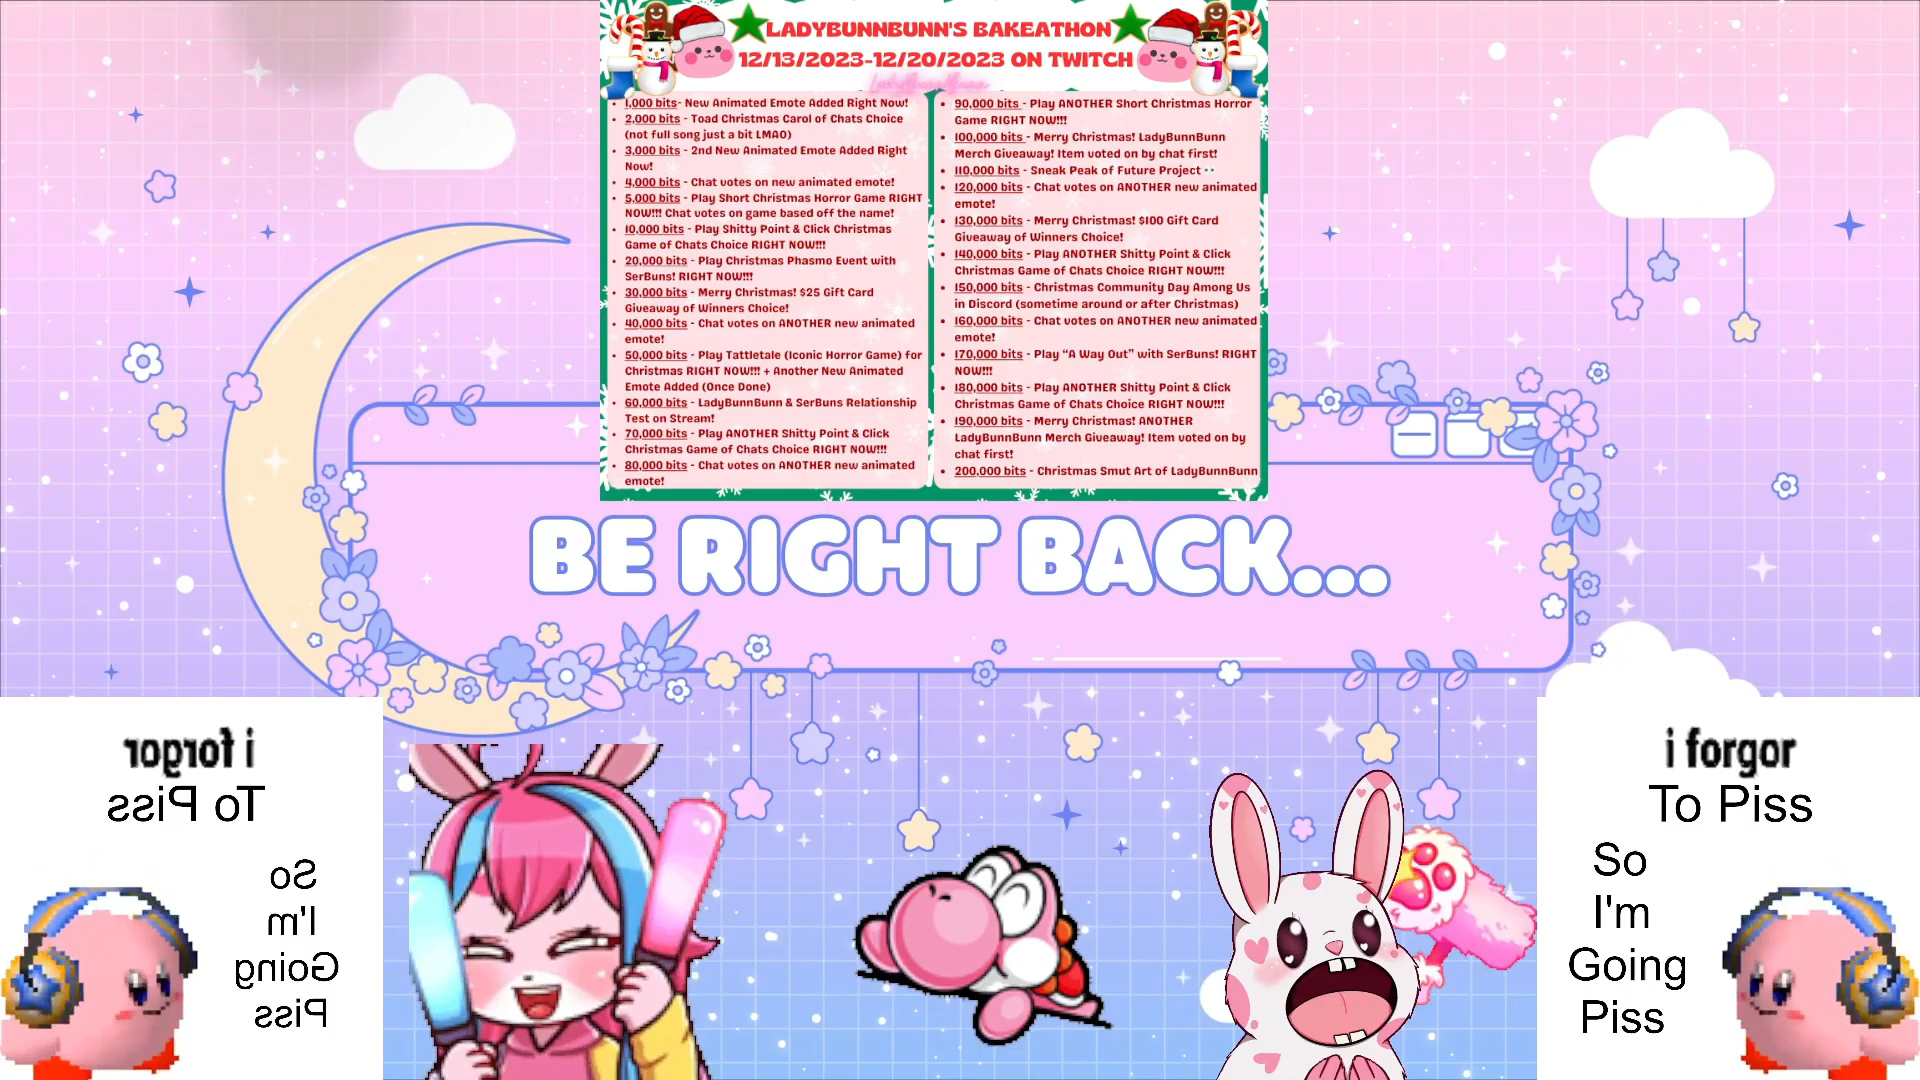 LADYBUNNBUNN'S BAKEATHON
12/13/2023-12/20/2023 ON TWITCH
LadyBunnBunn
1,000 bits- New Animated Emote Added Right Now!
2,000 bits - Toad Christmas Carol of Chats Choice
(not full song just a bit LMAO)
3,000 bits - 2nd New Animated Emote Added Right
Now!
4,000 bits - Chat votes on new animated emote!
5,000 bits - Play Short Christmas Horror Game RIGHT
NOW!!! Chat votes on game based off the name!
10,000 bits - Play Shitty Point & Click Christmas
Game of Chats Choice RIGHT NOW!!!
20,000 bits - Play Christmas Phasmo Event with
SerBuns! RIGHT NOW!!!
30,000 bits - Merry Christmas! $25 Gift Card
Giveaway of Winners Choice!
40,000 bits - Chat votes on ANOTHER new animated
emote!
50,000 bits - Play Tattletale (Iconic Horror Game) for
Christmas RIGHT NOW!!! + Another New Animated
Emote Added (Once Done)
60,000 bits - LadyBunnBunn & SerBuns Relationship
Test on Stream!
70,000 bits - Play ANOTHER Shitty Point & Click
Christmas Game of Chats Choice RIGHT NOW!!!
80,000 bits - Chat votes on ANOTHER new animated
emote!
90,000 bits - Play ANOTHER Short Christmas Horror
Game RIGHT NOW!!!
100,000 bits - Merry Christmas! LadyBunnBunn
Merch Giveaway! Item voted on by chat first!
110,000 bits - Sneak Peak of Future Project 👀
120,000 bits - Chat votes on ANOTHER new animated
emote!
130,000 bits - Merry Christmas! $100 Gift Card
Giveaway of Winners Choice!
140,000 bits - Play ANOTHER Shitty Point & Click
Christmas Game of Chats Choice RIGHT NOW!!!
150,000 bits - Christmas Community Day Among Us
in Discord (sometime around or after Christmas)
160,000 bits - Chat votes on ANOTHER new animated
emote!
170,000 bits - Play “A Way Out” with SerBuns! RIGHT
NOW!!!
180,000 bits - Play ANOTHER Shitty Point & Click
Christmas Game of Chats Choice RIGHT NOW!!!
190,000 bits - Merry Christmas! ANOTHER
LadyBunnBunn Merch Giveaway! Item voted on by
chat first!
200,000 bits - Christmas Smut Art of LadyBunnBunn
BE RIGHT BACK...
i forgor
To Piss
So
I'm
Going
Piss
i forgor
To Piss
So
I'm
Going
Piss